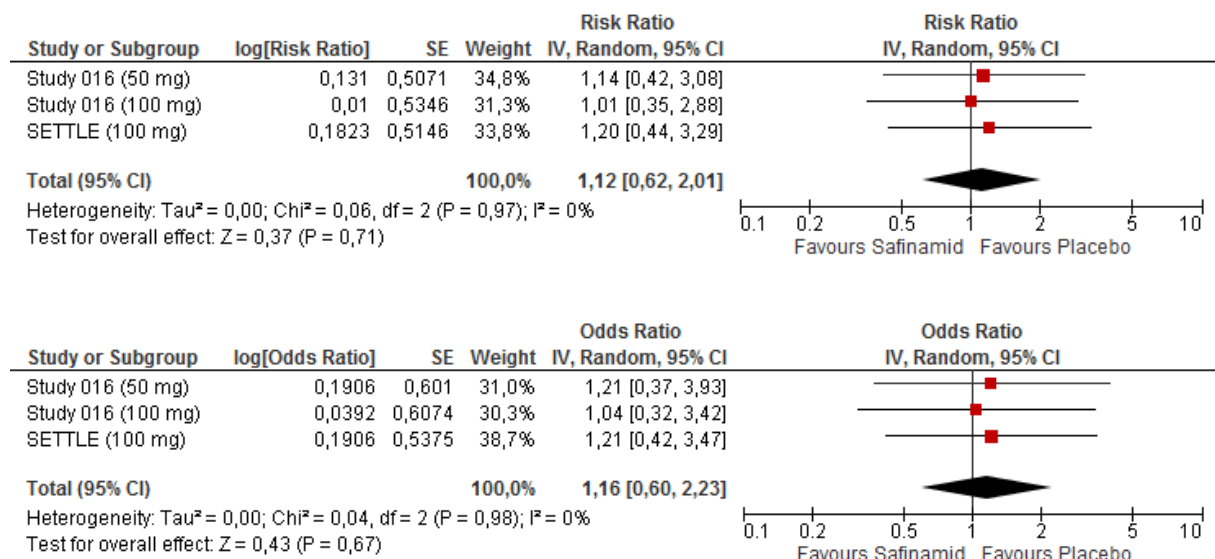 Risk Ratio Risk Ratio
Study or Subgroup log[Risk Ratio] SE Weight IV, Random, 95% CI IV, Random, 95% CI
Study 016 (50 mg) 0,131 0,5071 34,8% 1,14 [0,42, 3,08]
Study 016 (100 mg) 0,01 0,5346 31,3% 1,01 [0,35, 2,88]
SETTLE (100 mg) 0,1823 0,5146 33,8% 1,20 [0,44, 3,29]
Total (95% CI) 100,0% 1,12 [0,62, 2,01]
Heterogeneity: Tau² = 0,00; Chi² = 0,06, df = 2 (P = 0,97); I² = 0%
Test for overall effect: Z = 0,37 (P = 0,71)
0.1 0.2 0.5 1 2 5 10
Favours Safinamid Favours Placebo
Odds Ratio Odds Ratio
Study or Subgroup log[Odds Ratio] SE Weight IV, Random, 95% CI IV, Random, 95% CI
Study 016 (50 mg) 0,1906 0,601 31,0% 1,21 [0,37, 3,93]
Study 016 (100 mg) 0,0392 0,6074 30,3% 1,04 [0,32, 3,42]
SETTLE (100 mg) 0,1906 0,5375 38,7% 1,21 [0,42, 3,47]
Total (95% CI) 100,0% 1,16 [0,60, 2,23]
Heterogeneity: Tau² = 0,00; Chi² = 0,04, df = 2 (P = 0,98); I² = 0%
Test for overall effect: Z = 0,43 (P = 0,67)
0.1 0.2 0.5 1 2 5 10
Favours Safinamid Favours Placebo